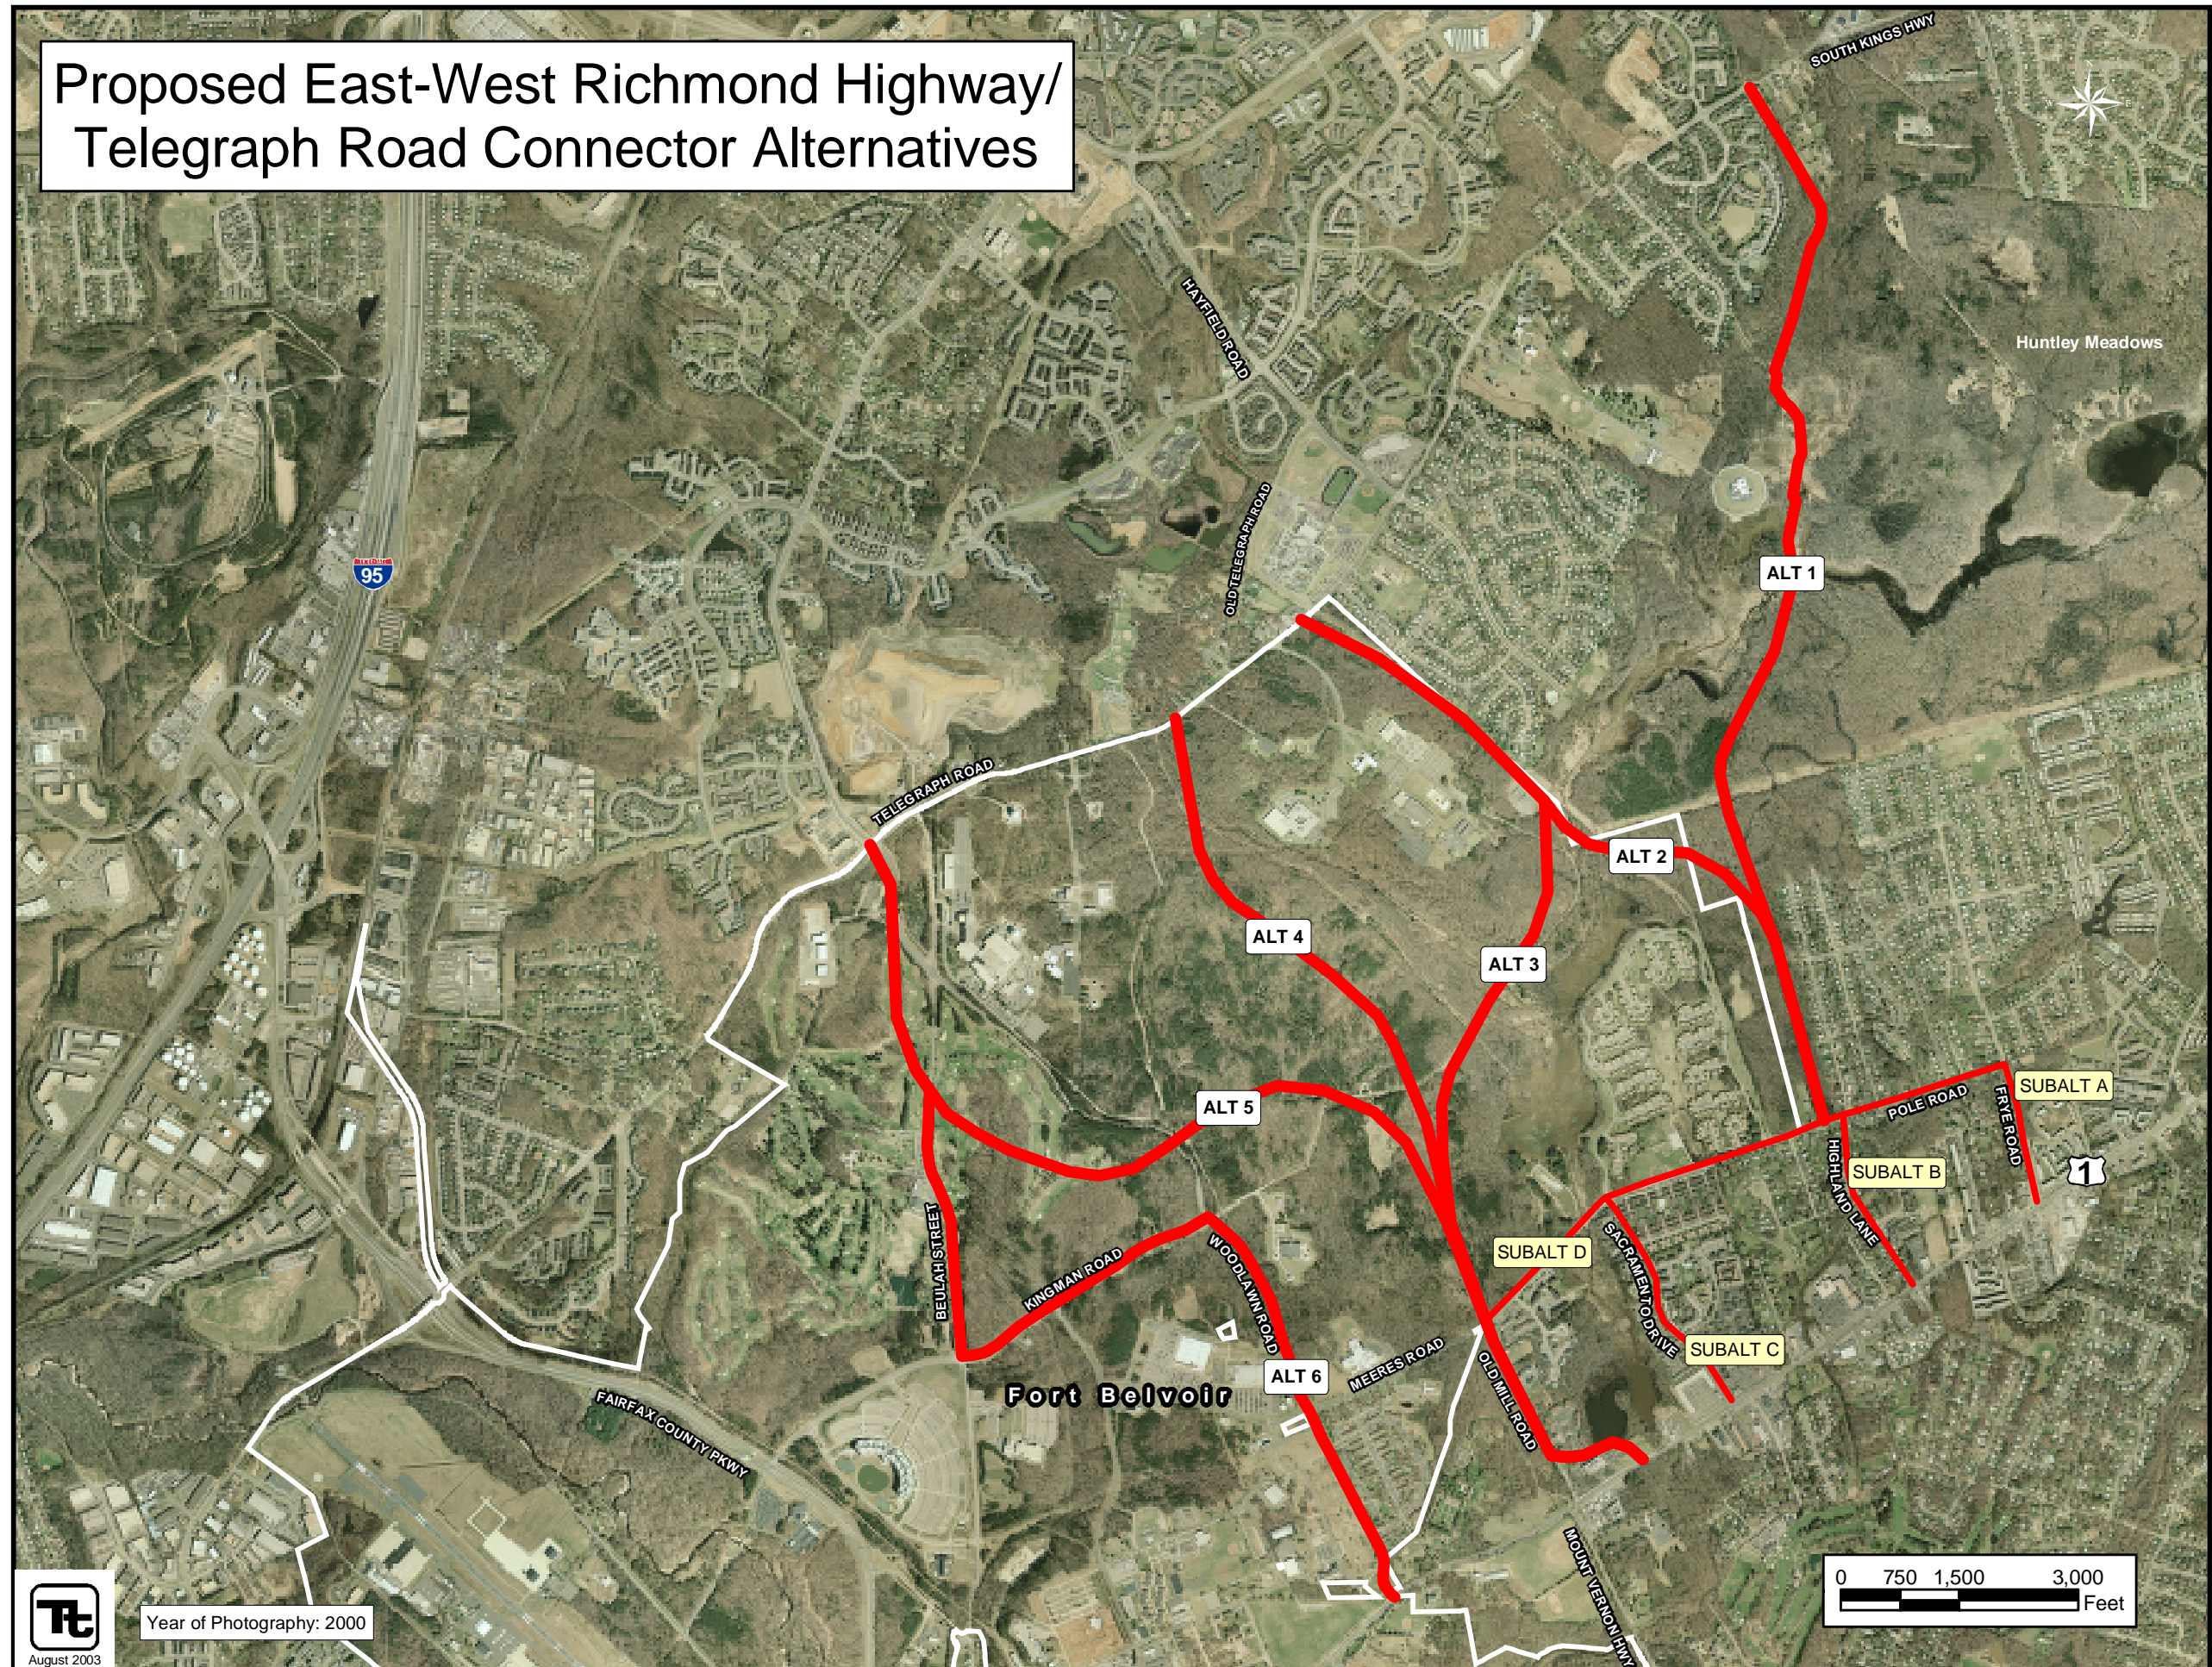 Proposed East-West Richmond Highway/
Telegraph Road Connector Alternatives
SOUTH KINGS HWY
N
W
E
S
Huntley Meadows
HAYFIELD ROAD
OLD TELEGRAPH ROAD
INTERSTATE
95
ALT 1
TELEGRAPH ROAD
ALT 2
ALT 4
ALT 3
ALT 5
SUBALT A
POLE ROAD
FRYE ROAD
HIGHLAND LANE
SUBALT B
1
BEULAH STREET
KINGMAN ROAD
WOODLAWN ROAD
SUBALT D
SACRAMENTO DRIVE
SUBALT C
MEERES ROAD
OLD MILL ROAD
ALT 6
Fort Belvoir
FAIRFAX COUNTY PKWY
MOUNT VERNON HWY
0 750 1,500 3,000
Feet
Tt
August 2003
Year of Photography: 2000